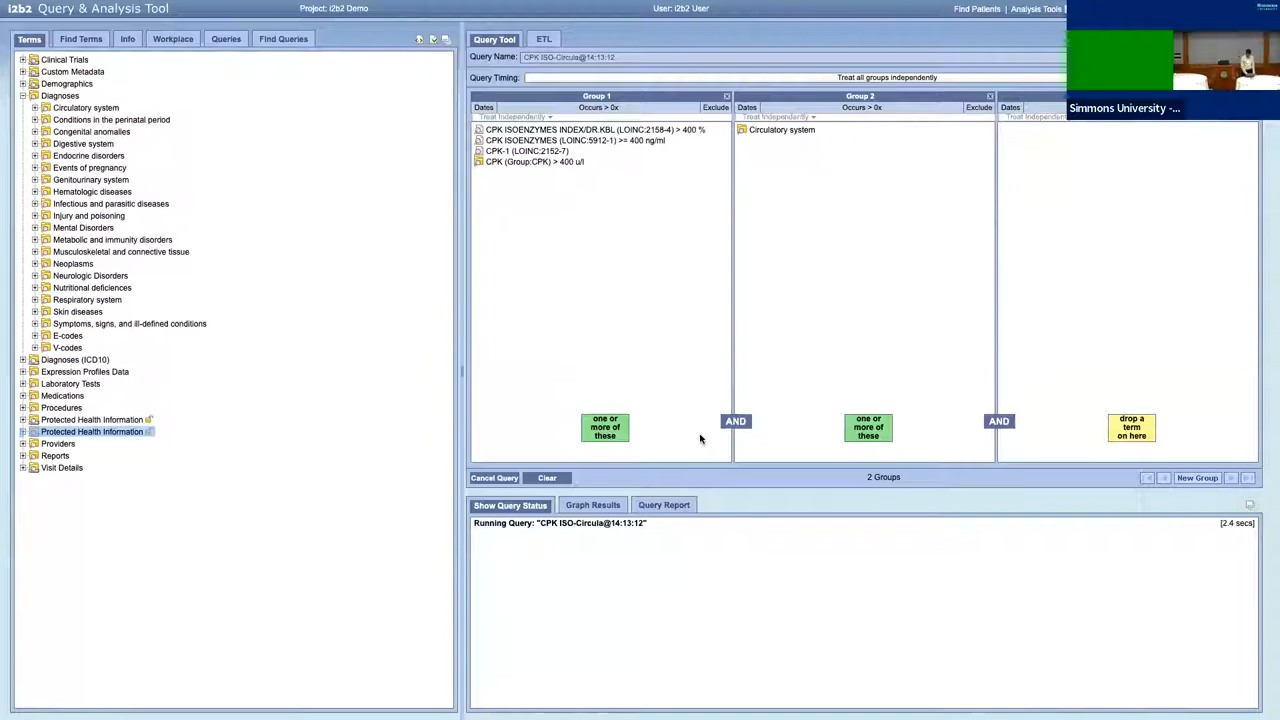 i2b2 Query & Analysis Tool
Project: i2b2 Demo
User: i2b2 User
Find Patients | Analysis Tools
Terms
Find Terms
Info
Workplace
Queries
Find Queries
Clinical Trials
Custom Metadata
Demographics
Diagnoses
Circulatory system
Conditions in the perinatal period
Congenital anomalies
Digestive system
Endocrine disorders
Events of pregnancy
Genitourinary system
Hematologic diseases
Infectious and parasitic diseases
Injury and poisoning
Mental Disorders
Metabolic and immunity disorders
Musculoskeletal and connective tissue
Neoplasms
Neurologic Disorders
Nutritional deficiences
Respiratory system
Skin diseases
Symptoms, signs, and ill-defined conditions
E-codes
V-codes
Diagnoses (ICD10)
Expression Profiles Data
Laboratory Tests
Medications
Procedures
Protected Health Information
Protected Health Information
Providers
Reports
Visit Details
Query Tool
ETL
Query Name: CPK ISO-Circula@14:13:12
Query Timing: Treat all groups independently
Group 1
Dates Occurs > 0x Exclude
Treat Independently
CPK ISOENZYMES INDEX/DR.KBL (LOINC:2158-4) > 400 %
CPK ISOENZYMES (LOINC:5912-1) >= 400 ng/ml
CPK-1 (LOINC:2152-7)
CPK (Group:CPK) > 400 u/l
one or
more of
these
AND
Group 2
Dates Occurs > 0x Exclude
Treat Independently
Circulatory system
one or
more of
these
AND
Dates
Treat Independently
drop a
term
on here
Simmons University -...
Cancel Query
Clear
2 Groups
New Group
Show Query Status
Graph Results
Query Report
Running Query: "CPK ISO-Circula@14:13:12"
[2.4 secs]